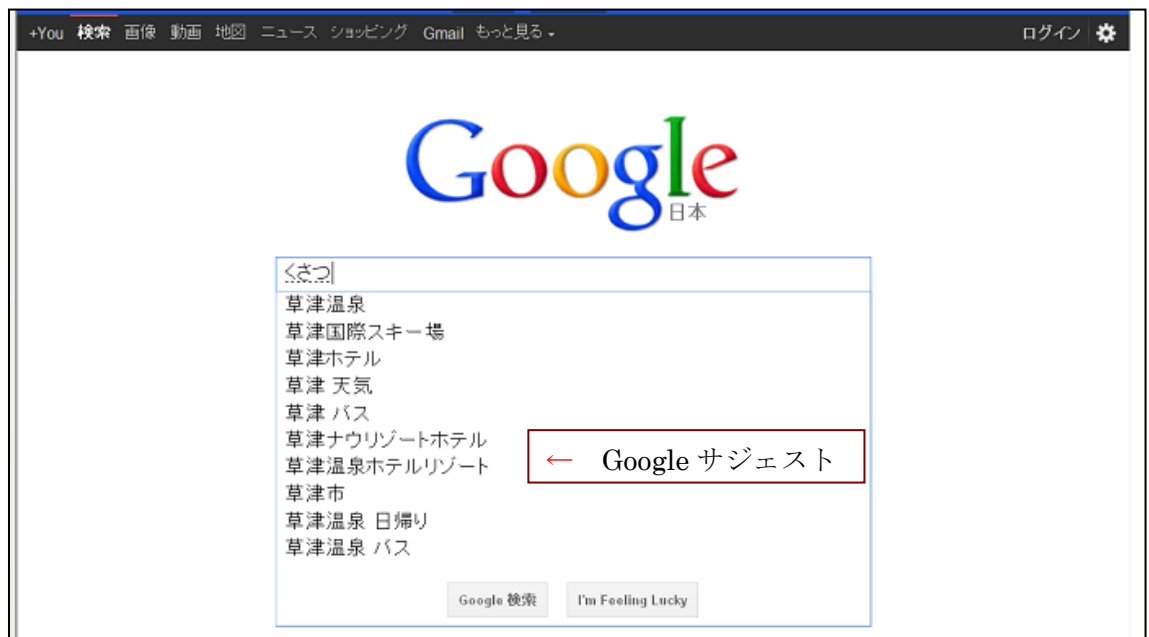 +You 検索 画像 動画 地図 ニュース ショッピング Gmail もっと見る ログイン
Google
日本
くさつ
草津温泉
草津国際スキー場
草津ホテル
草津 天気
草津 バス
草津ナウリゾートホテル
← Google サジェスト
草津温泉ホテルリゾート
草津市
草津温泉 日帰り
草津温泉 バス
Google 検索 I'm Feeling Lucky